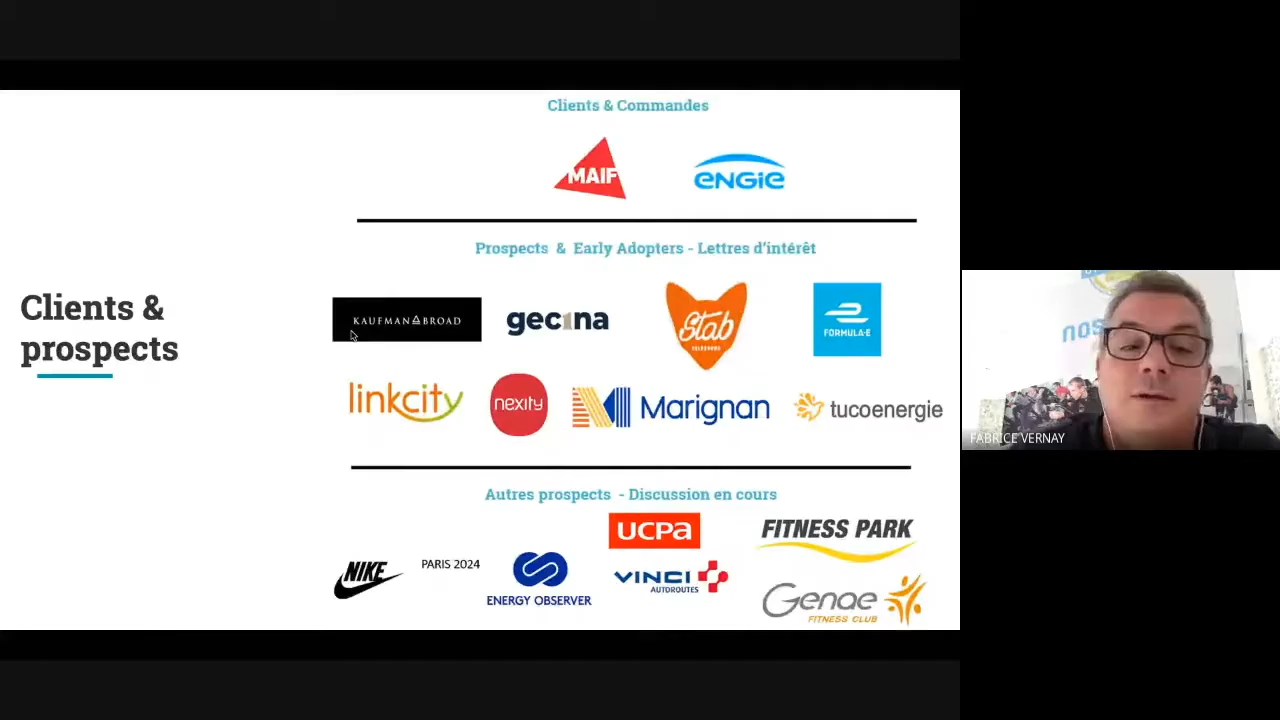 Clients & Commandes
MAIF
ENGIE
Prospects & Early Adopters - Lettres d'intérêt
Clients &
prospects
KAUFMAN BROAD
gecina
Stab
FORMULA-E
linkcity
nexity
Marignan
tucoenergie
Autres prospects - Discussion en cours
UCPa
FITNESS PARK
NIKE
PARIS 2024
ENERGY OBSERVER
VINCI
AUTOROUTES
Genae
FITNESS CLUB
nos
FABRICE VERNAY